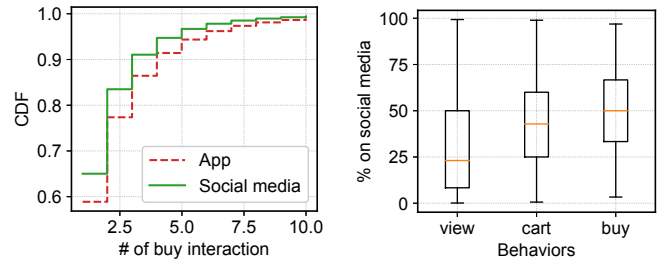 1.0
0.9
0.8
0.7
0.6
CDF
App
Social media
2.5 5.0 7.5 10.0
# of buy interaction
100
75
50
25
0
% on social media
view cart buy
Behaviors